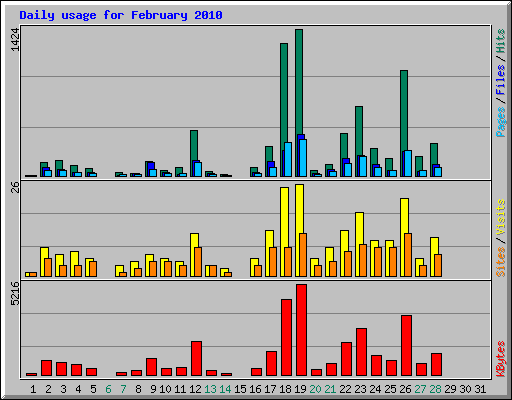 Daily usage for February 2010
1424
Pages / Files / Hits
26
Sites / Visits
5216
KBytes
1 2 3 4 5 6 7 8 9 10 11 12 13 14 15 16 17 18 19 20 21 22 23 24 25 26 27 28 29 30 31